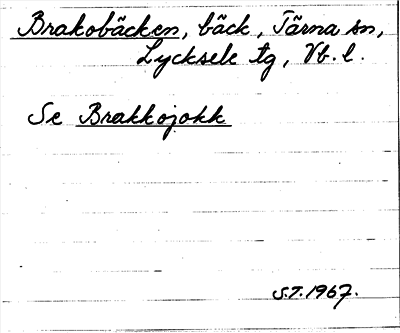 Brakobäcken, bäck, Tärna sn,
Lycksele tg, Vb. l.
Se Brakkojokk
S.T. 1967.